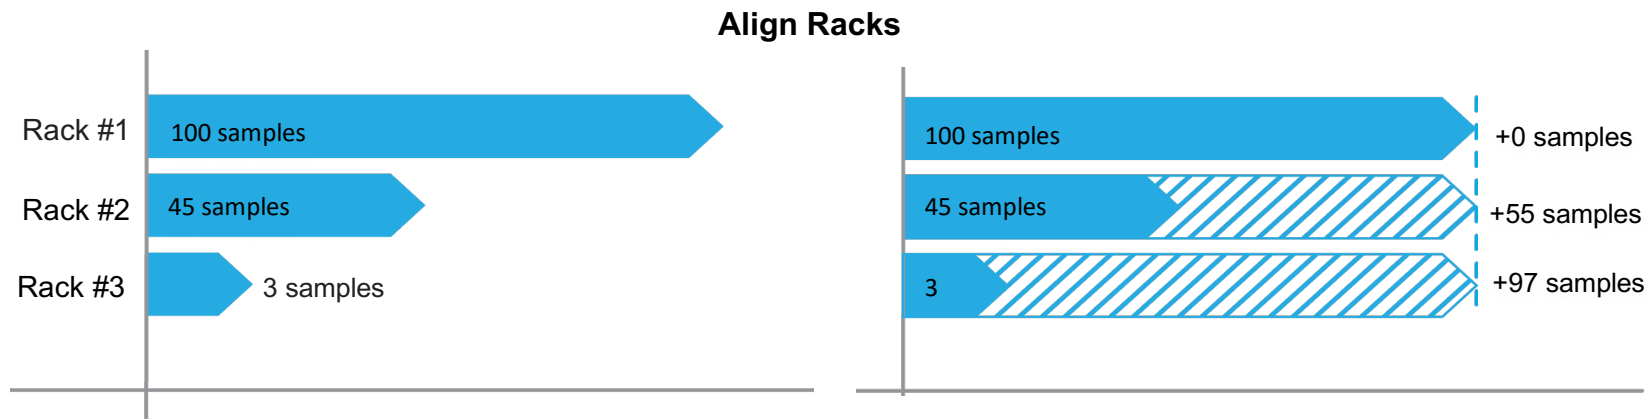 Align Racks
Rack #1
100 samples
Rack #2
45 samples
Rack #3
3 samples
100 samples
+0 samples
45 samples
+55 samples
3
+97 samples